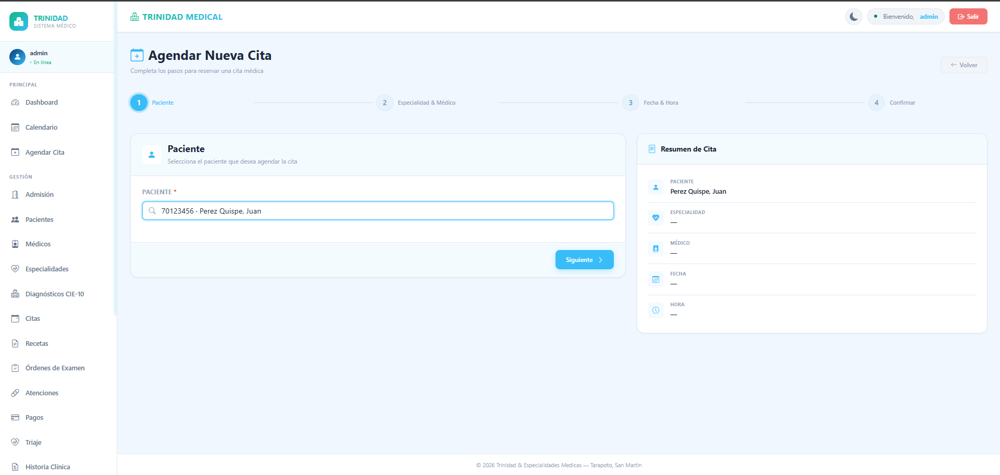 TRINIDAD
SISTEMA MÉDICO
admin
• En línea
PRINCIPAL
Dashboard
Calendario
Agendar Cita
GESTIÓN
Admisión
Pacientes
Médicos
Especialidades
Diagnósticos CIE-10
Citas
Recetas
Órdenes de Examen
Atenciones
Pagos
Triaje
Historia Clínica
TRINIDAD MEDICAL
Bienvenido, admin
Salir
Agendar Nueva Cita
Completa los pasos para reservar una cita médica
← Volver
1 Paciente
2 Especialidad & Médico
3 Fecha & Hora
4 Confirmar
Paciente
Selecciona el paciente que desea agendar la cita
PACIENTE *
70123456 · Perez Quispe, Juan
Siguiente
Resumen de Cita
PACIENTE
Perez Quispe, Juan
ESPECIALIDAD
—
MÉDICO
—
FECHA
—
HORA
—
© 2026 Trinidad & Especialidades Medicas — Tarapoto, San Martin